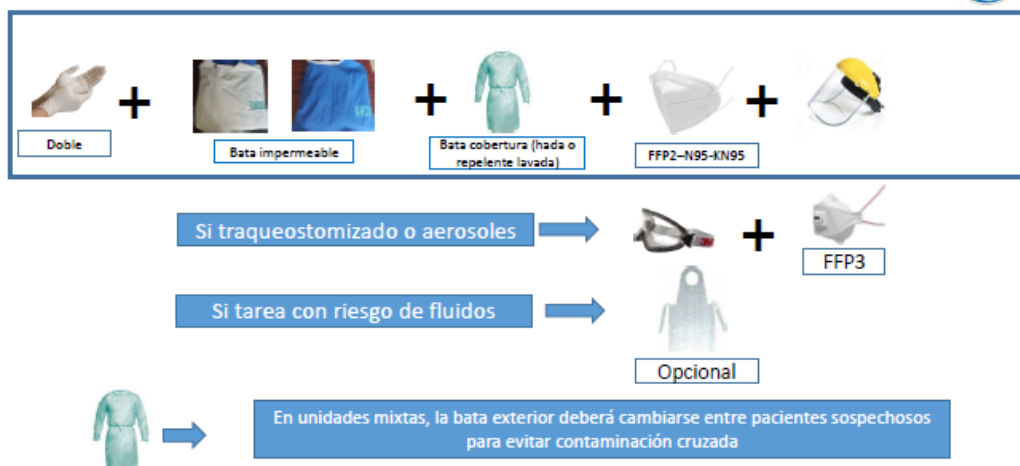 Doble
Bata impermeable
Bata cobertura (hada o
repelente lavada)
FFP2–N95-KN95
Si traqueostomizado o aerosoles
3M
FFP3
Si tarea con riesgo de fluidos
Opcional
En unidades mixtas, la bata exterior deberá cambiarse entre pacientes sospechosos
para evitar contaminación cruzada